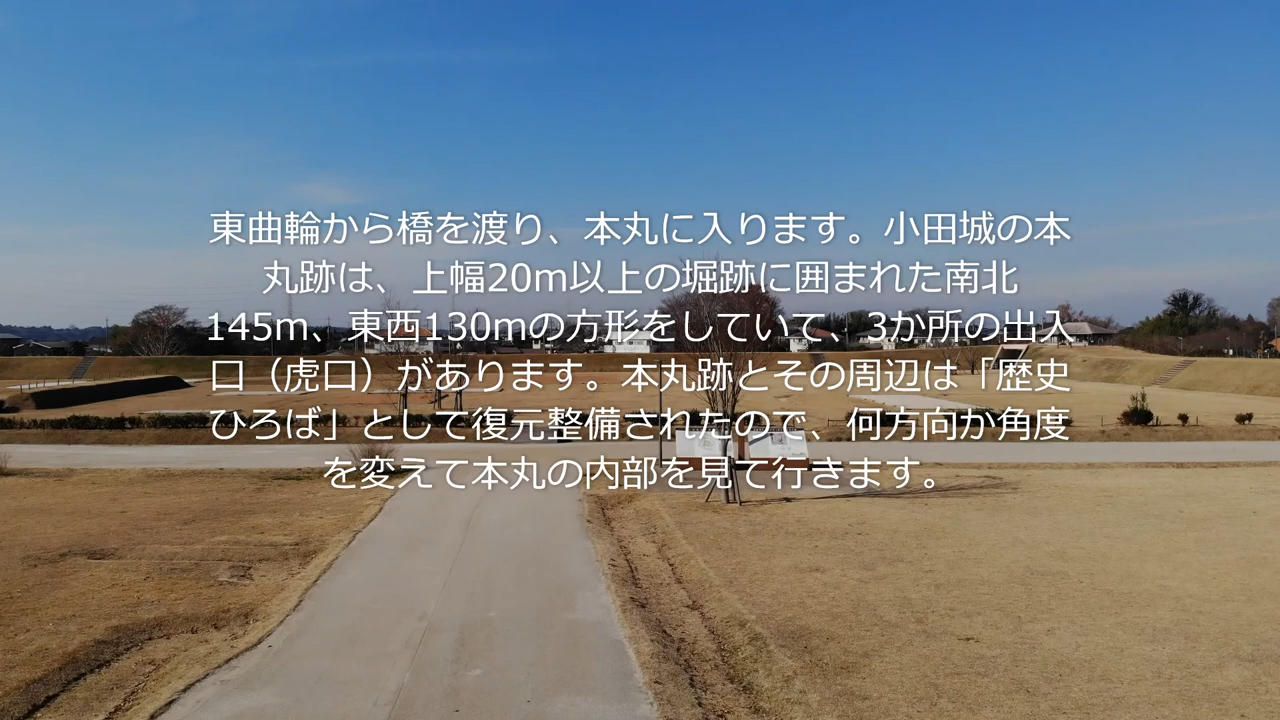 東曲輪から橋を渡り、本丸に入ります。小田城の本
丸跡は、上幅20m以上の堀跡に囲まれた南北
145m、東西130mの方形をしていて、3か所の出入
口（虎口）があります。本丸跡とその周辺は「歴史
ひろば」として復元整備されたので、何方向か角度
を変えて本丸の内部を見て行きます。